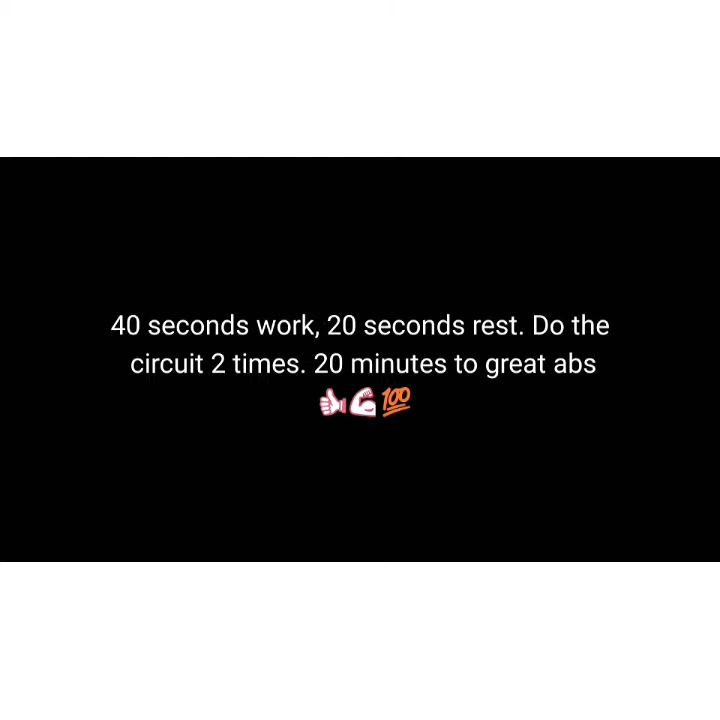 40 seconds work, 20 seconds rest. Do the
circuit 2 times. 20 minutes to great abs
👍💪💯